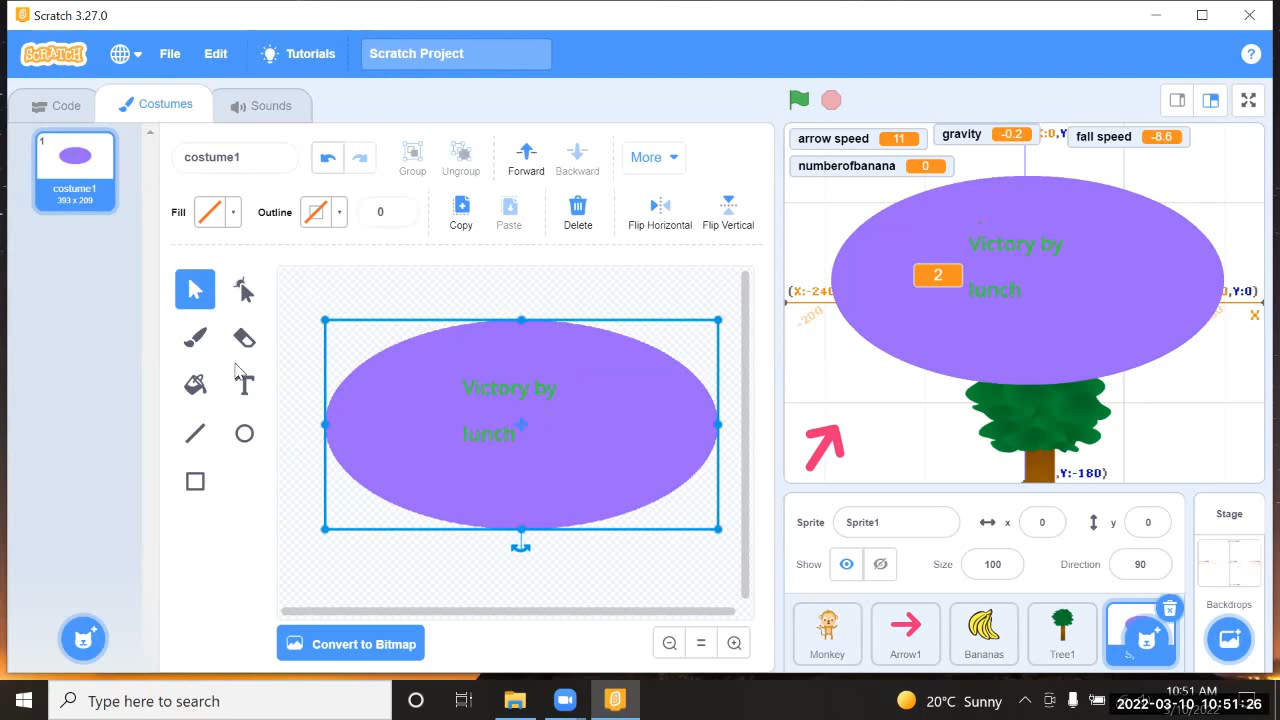 Scratch 3.27.0
SCRATCH File Edit Tutorials Scratch Project ?
Code Costumes Sounds
1
costume1
393 x 209
costume1 Group Ungroup Forward Backward More
Fill Outline 0 Copy Paste Delete Flip Horizontal Flip Vertical
Victory by
lunch
Convert to Bitmap
arrow speed 11 gravity -0.2 fall speed -8.6
numberofbanana 0
Victory by
2
lunch
(X:-240 ,Y:0)
-200
X
,Y:-180)
Sprite Sprite1 x 0 y 0
Show Size 100 Direction 90
Monkey Arrow1 Bananas Tree1
Stage
Backdrops
Type here to search 20°C Sunny 10:51 AM
2022-03-10 10:51:26